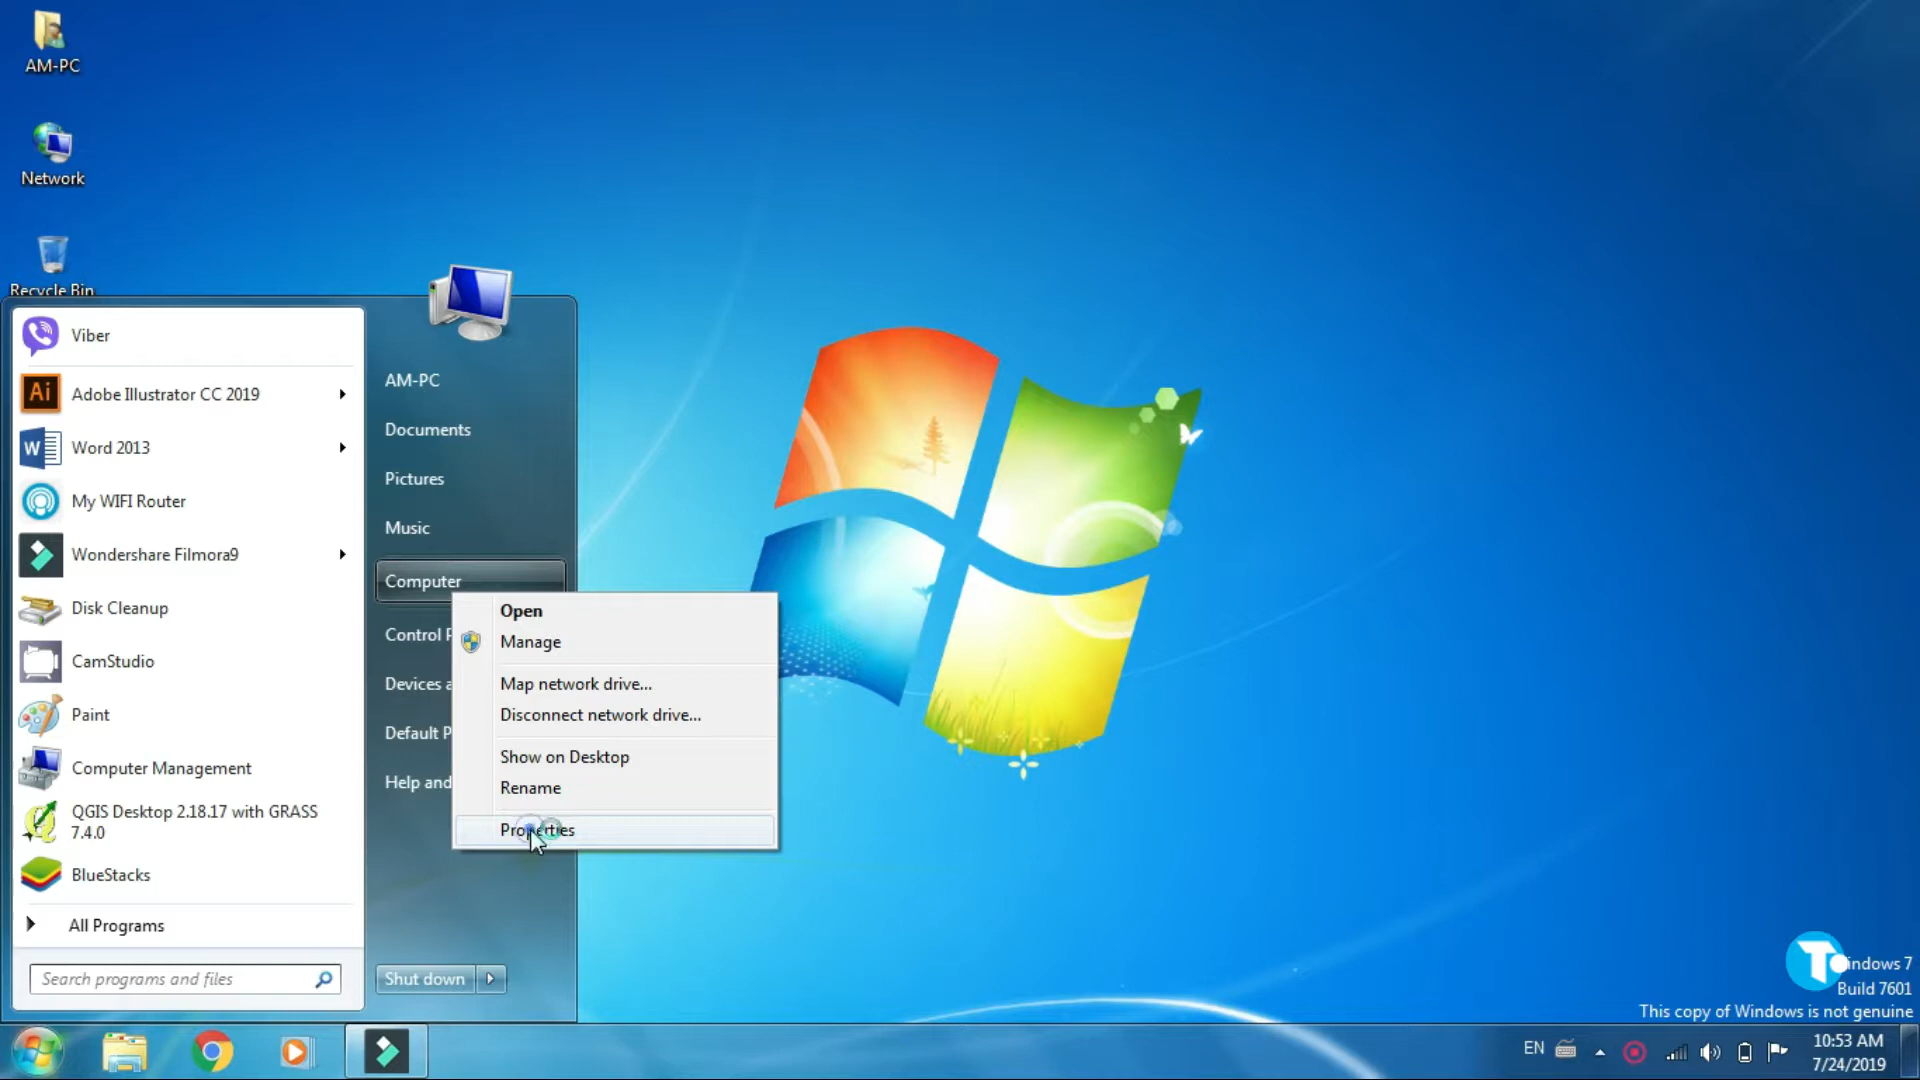 AM-PC
Network
Recycle Bin
Viber
Adobe Illustrator CC 2019
Word 2013
My WIFI Router
Wondershare Filmora9
Disk Cleanup
CamStudio
Paint
Computer Management
QGIS Desktop 2.18.17 with GRASS
7.4.0
BlueStacks
All Programs
Search programs and files
AM-PC
Documents
Pictures
Music
Computer
Control P
Devices a
Default P
Help and
Shut down
Open
Manage
Map network drive...
Disconnect network drive...
Show on Desktop
Rename
Properties
indows 7
Build 7601
This copy of Windows is not genuine
EN
10:53 AM
7/24/2019